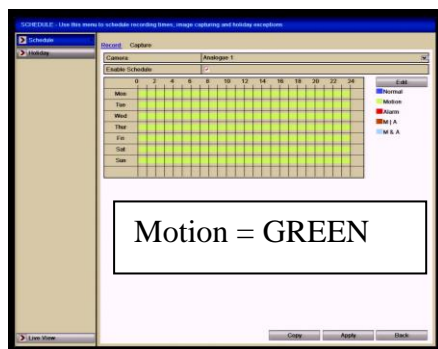 SCHEDULE - Use this menu to schedule recording times, image capturing and holiday exceptions
Schedule
Holiday
Record Capture
Camera Analogue 1
Enable Schedule
0 2 4 6 8 10 12 14 16 18 20 22 24
Edit
Mon
Tue
Wed
Thur
Fri
Sat
Sun
Normal
Motion
Alarm
M | A
M & A
Motion = GREEN
Live View
Copy Apply Back